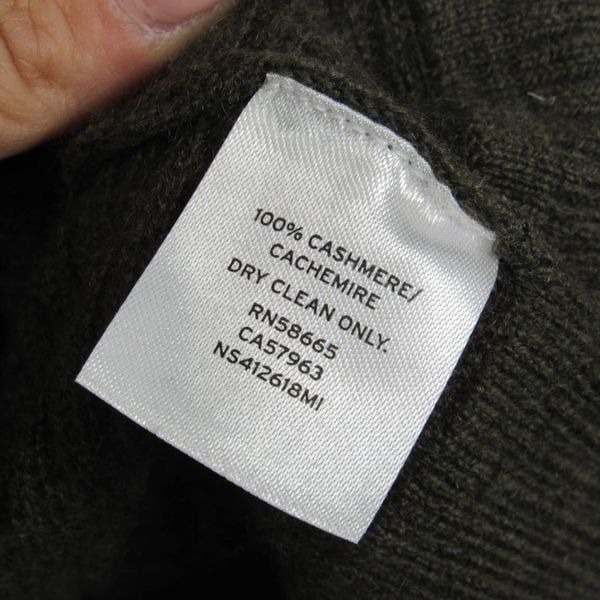 100% CASHMERE/
CACHEMIRE
DRY CLEAN ONLY.
RN58665
CA57963
NS412618MI